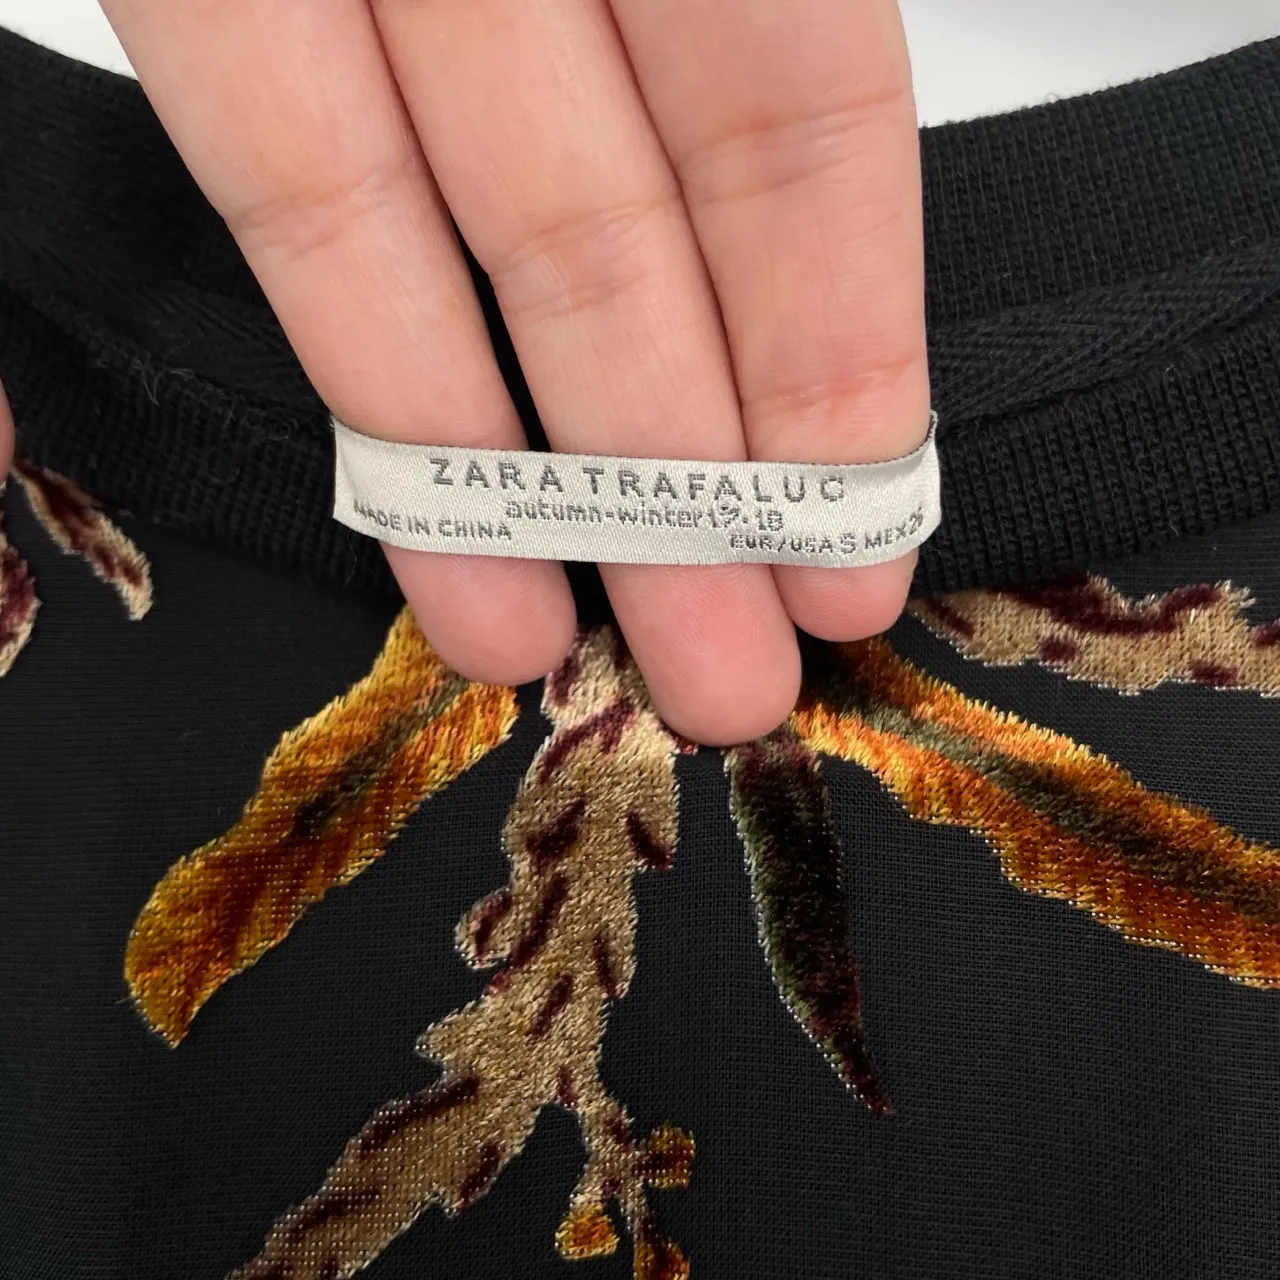 ZARA TRAFALUC
autumn-winter 17·18
MADE IN CHINA
EUR/USA S MEX 26